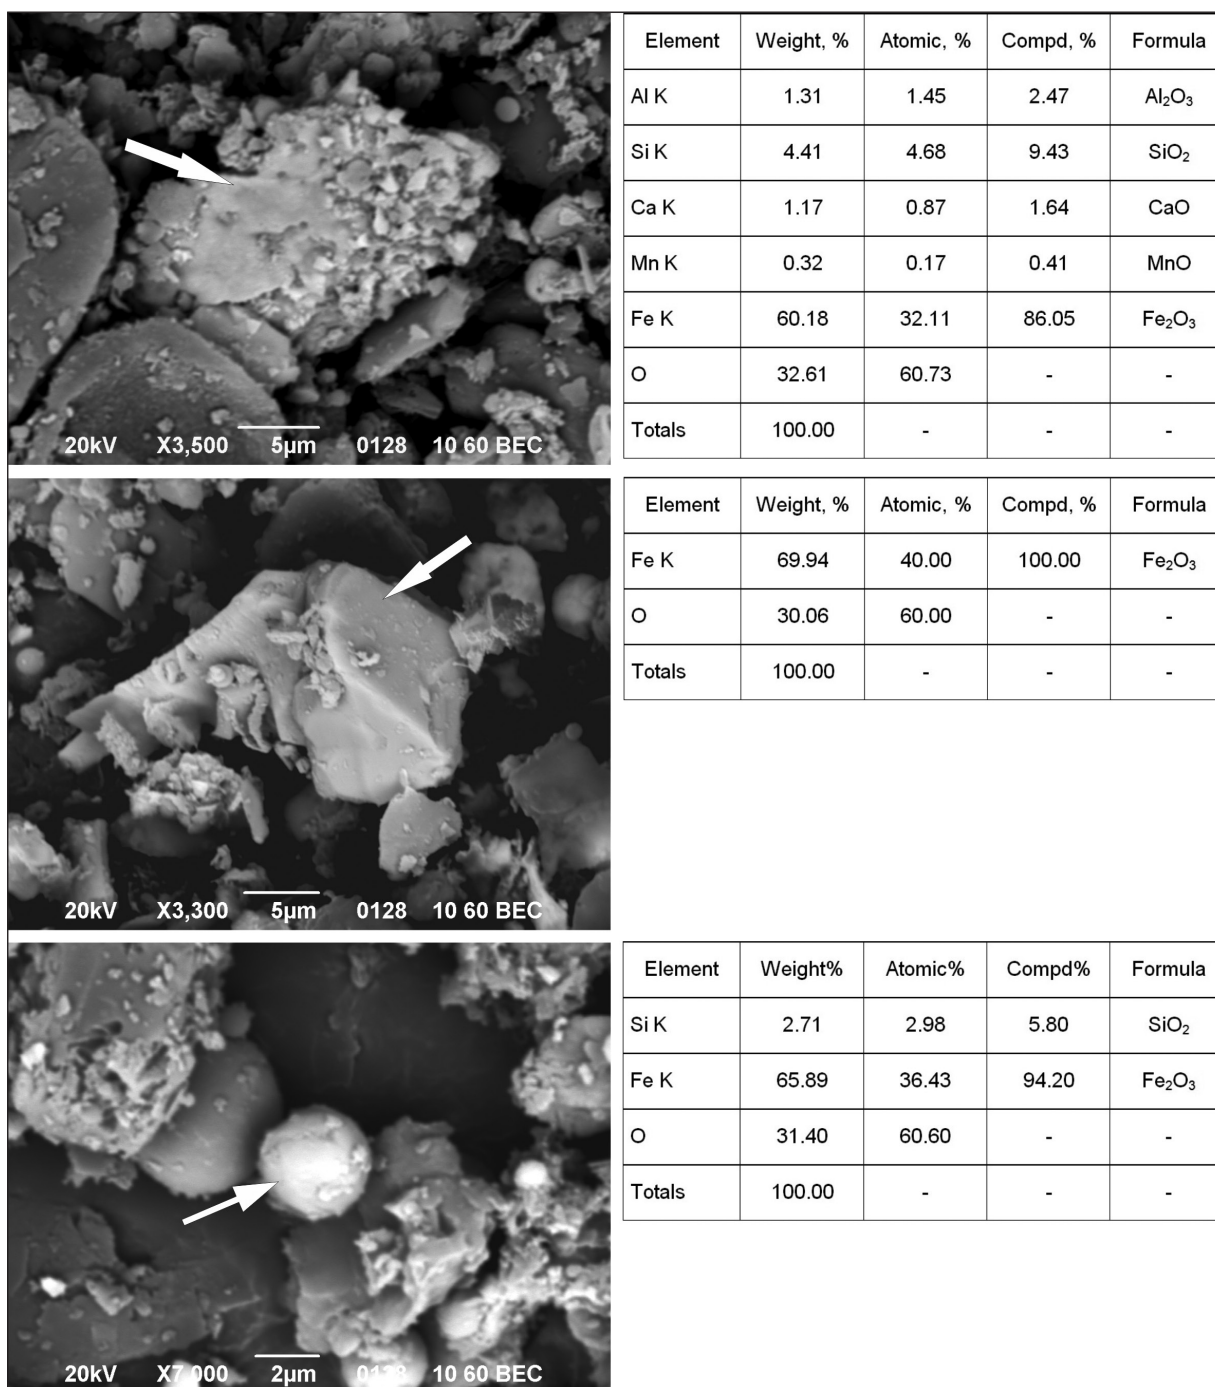 Element Weight, % Atomic, % Compd, % Formula
Al K 1.31 1.45 2.47 Al₂O₃
Si K 4.41 4.68 9.43 SiO₂
Ca K 1.17 0.87 1.64 CaO
Mn K 0.32 0.17 0.41 MnO
Fe K 60.18 32.11 86.05 Fe₂O₃
O 32.61 60.73 - -
Totals 100.00 - - -
20kV X3,500 5µm 0128 10 60 BEC
Element Weight, % Atomic, % Compd, % Formula
Fe K 69.94 40.00 100.00 Fe₂O₃
O 30.06 60.00 - -
Totals 100.00 - - -
20kV X3,300 5µm 0128 10 60 BEC
Element Weight% Atomic% Compd% Formula
Si K 2.71 2.98 5.80 SiO₂
Fe K 65.89 36.43 94.20 Fe₂O₃
O 31.40 60.60 - -
Totals 100.00 - - -
20kV X7,000 2µm 0128 10 60 BEC